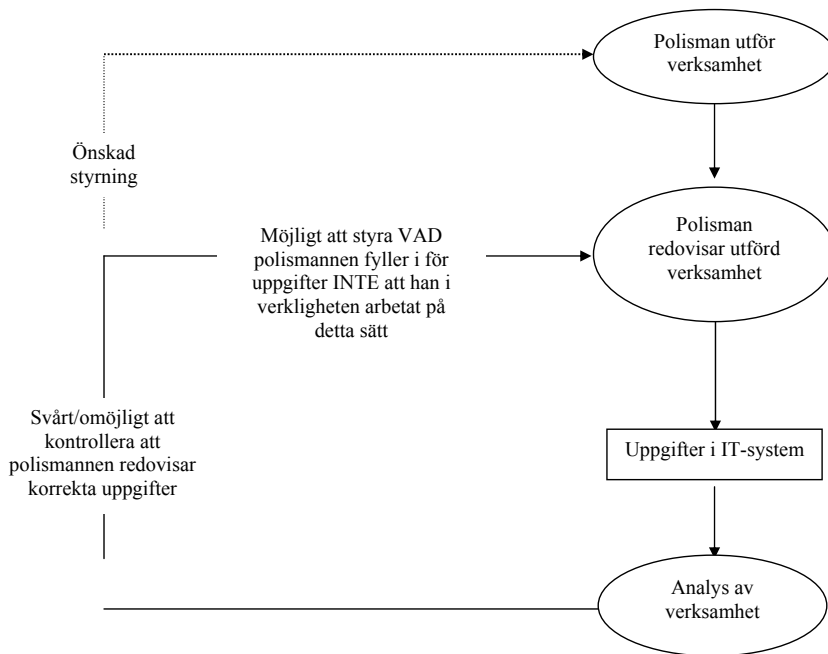 Polisman utför
verksamhet
Önskad
styrning
Polisman
redovisar utförd
verksamhet
Möjligt att styra VAD
polismannen fyller i för
uppgifter INTE att han i
verkligheten arbetat på
detta sätt
Svårt/omöjligt att
kontrollera att
polismannen redovisar
korrekta uppgifter
Uppgifter i IT-system
Analys av
verksamhet